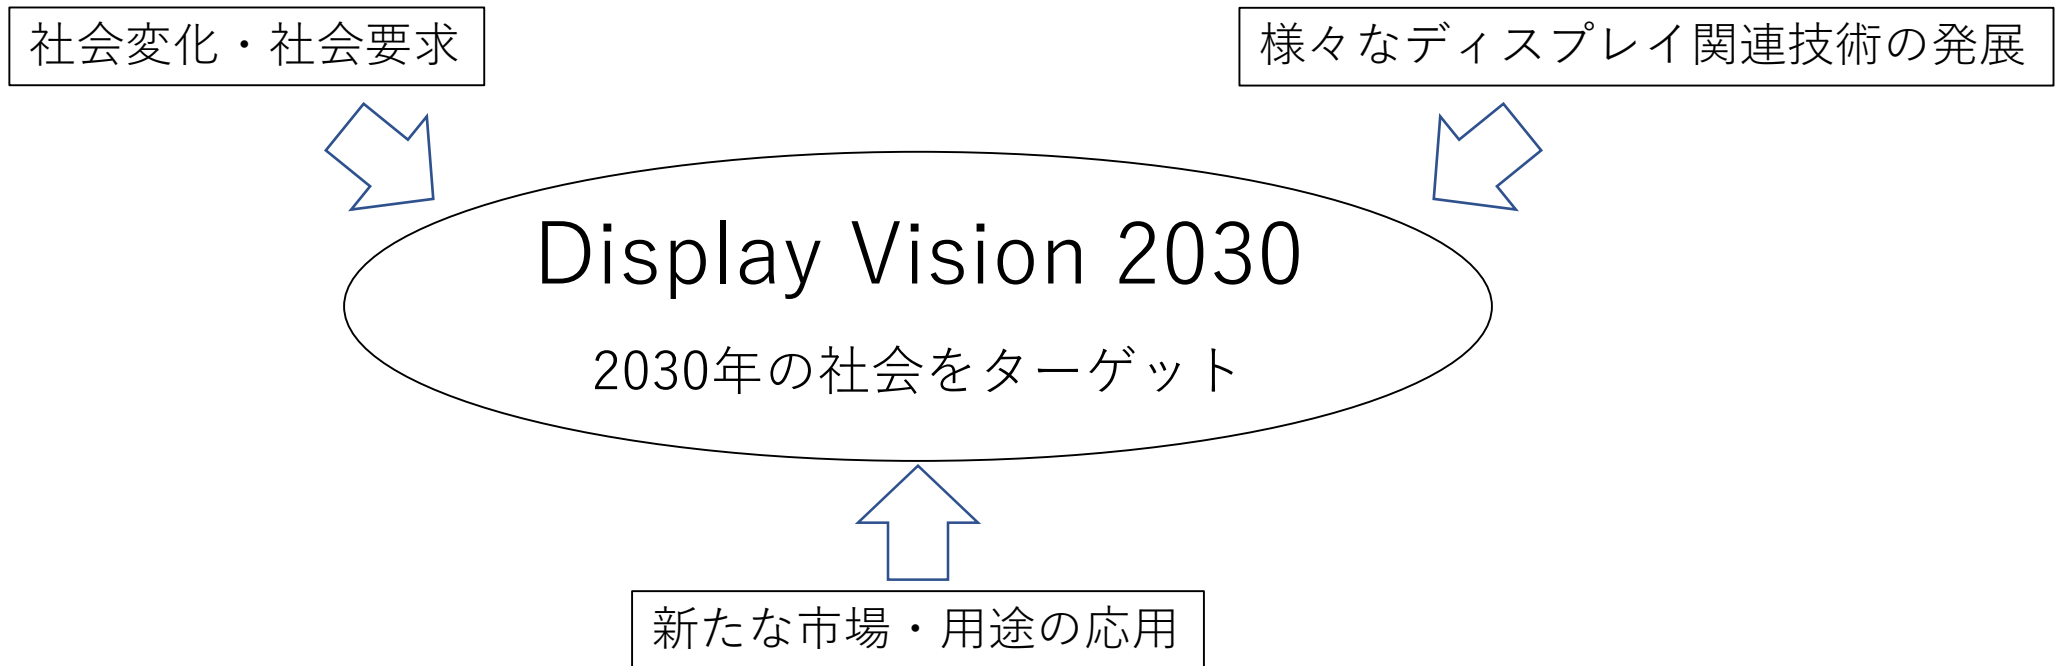 社会変化・社会要求
様々なディスプレイ関連技術の発展
Display Vision 2030
2030年の社会をターゲット
新たな市場・用途の応用